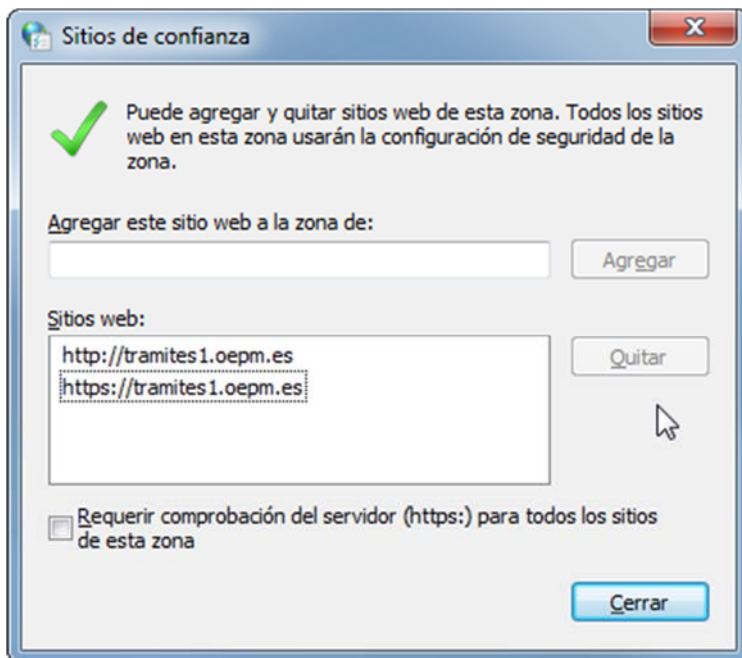 Sitios de confianza
Puede agregar y quitar sitios web de esta zona. Todos los sitios
web en esta zona usarán la configuración de seguridad de la
zona.
Agregar este sitio web a la zona de:
Agregar
Sitios web:
http://tramites1.oepm.es
https://tramites1.oepm.es
Quitar
Requerir comprobación del servidor (https:) para todos los sitios
de esta zona
Cerrar